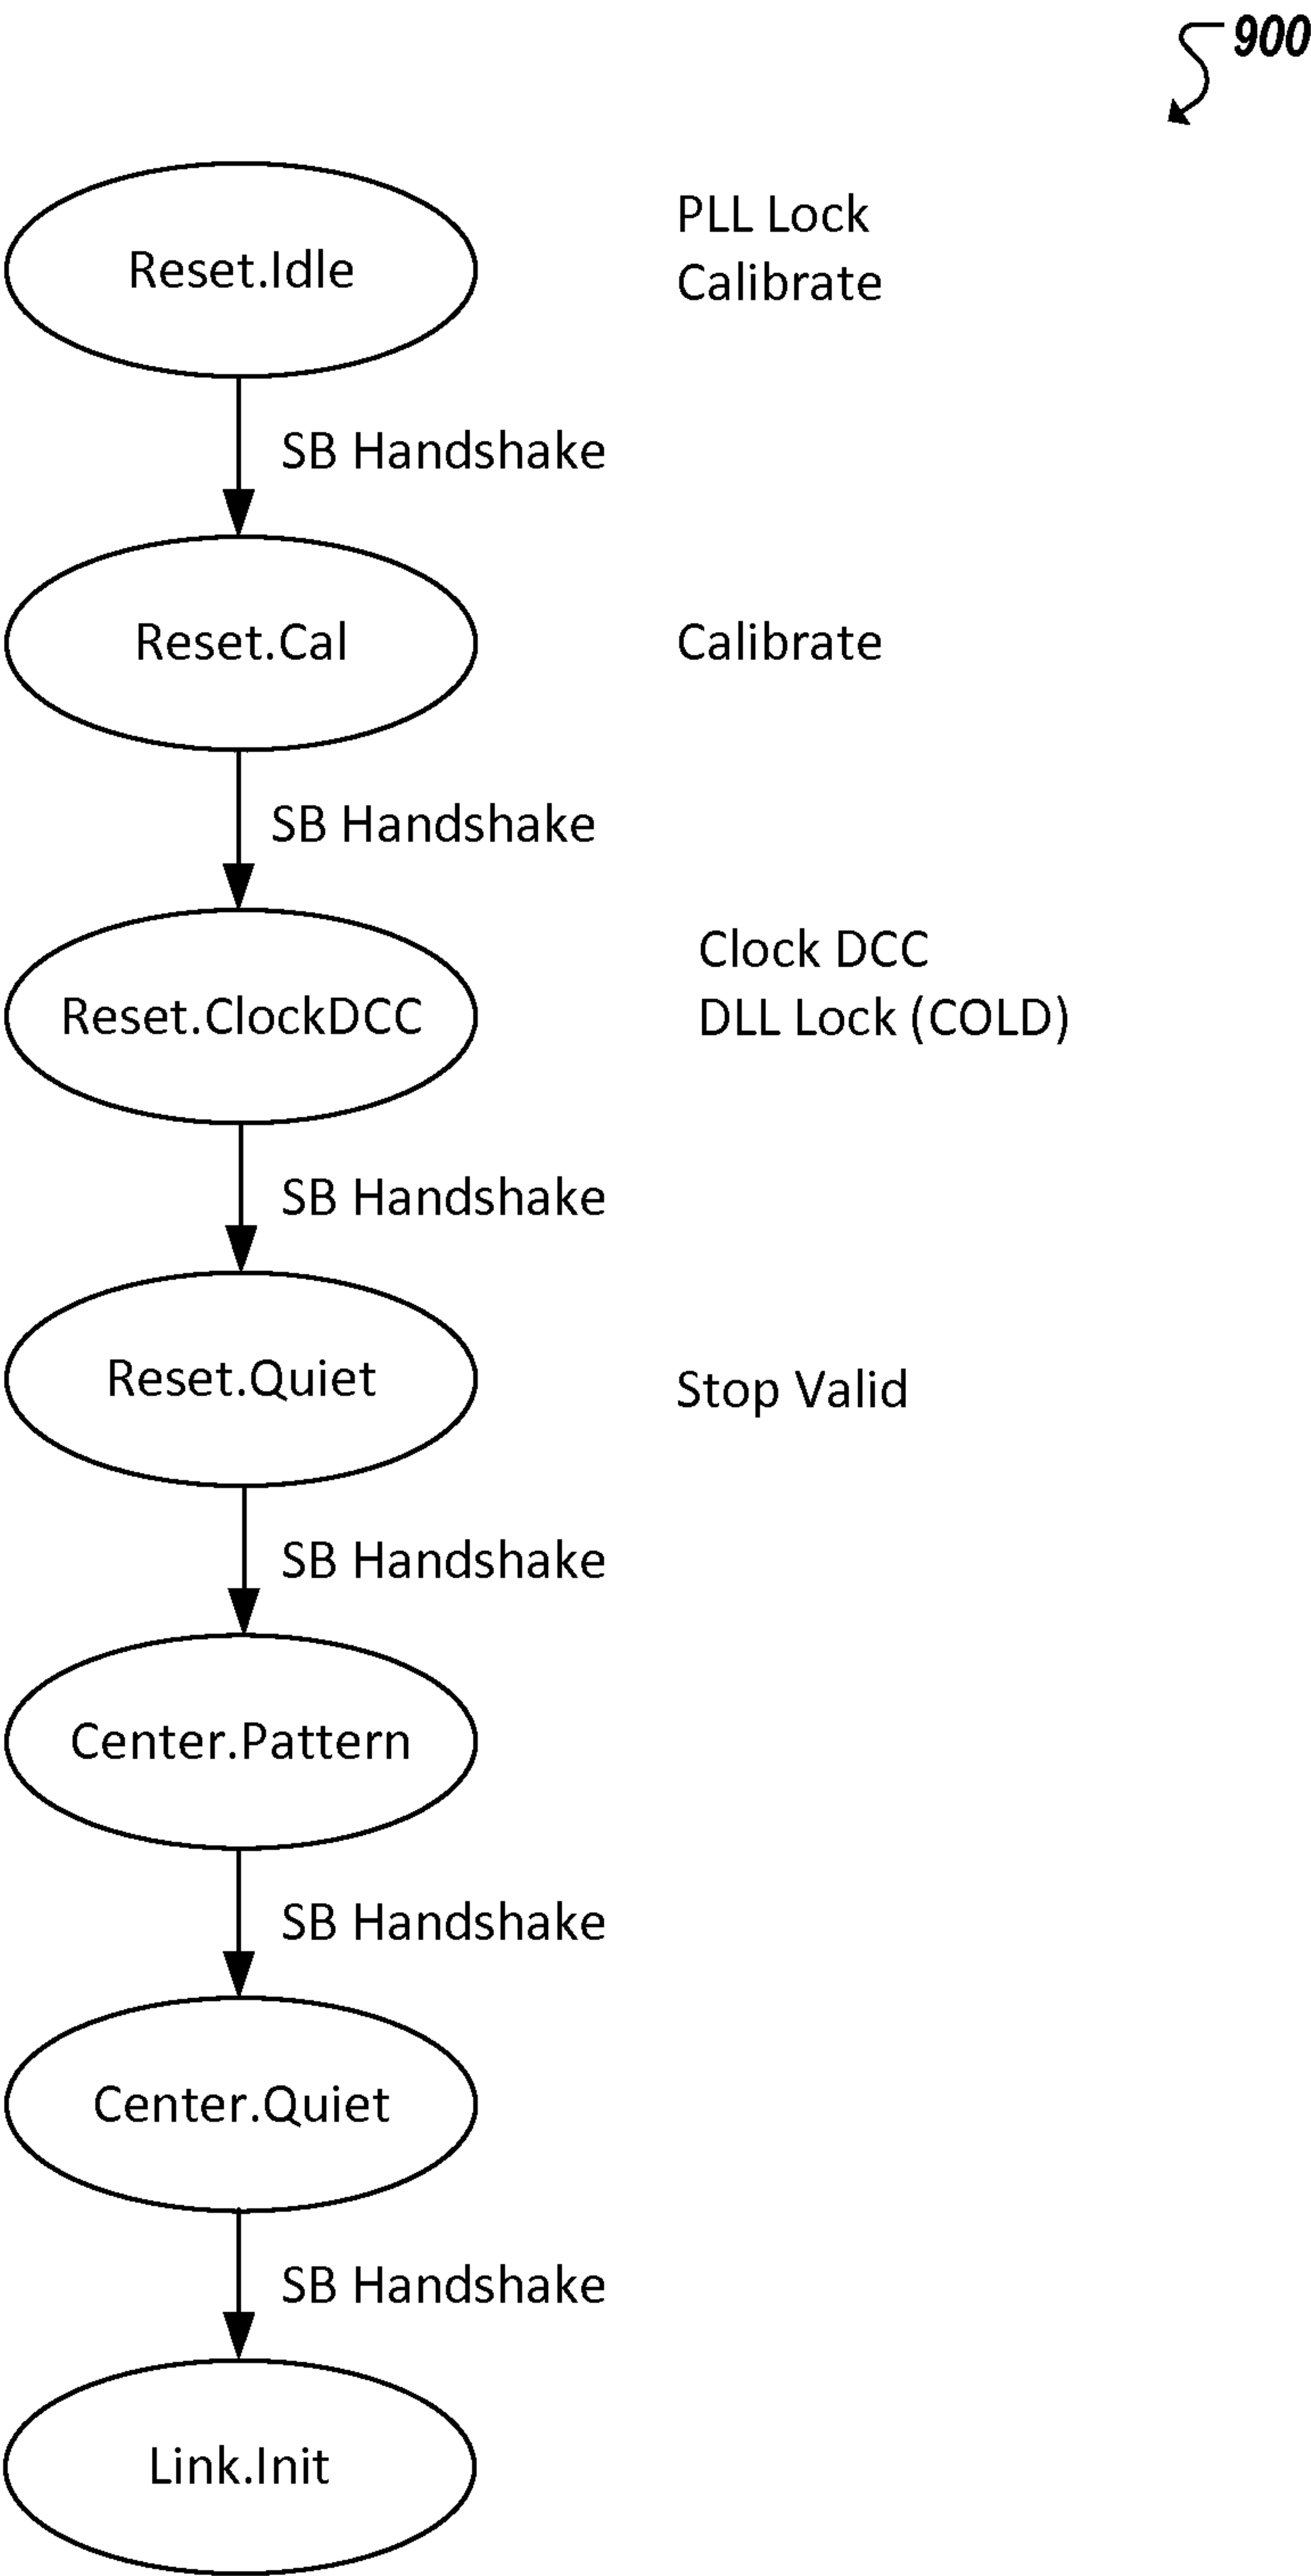 900
Reset.Idle
PLL Lock
Calibrate
SB Handshake
Reset.Cal
Calibrate
SB Handshake
Reset.ClockDCC
Clock DCC
DLL Lock (COLD)
SB Handshake
Reset.Quiet
Stop Valid
SB Handshake
Center.Pattern
SB Handshake
Center.Quiet
SB Handshake
Link.Init